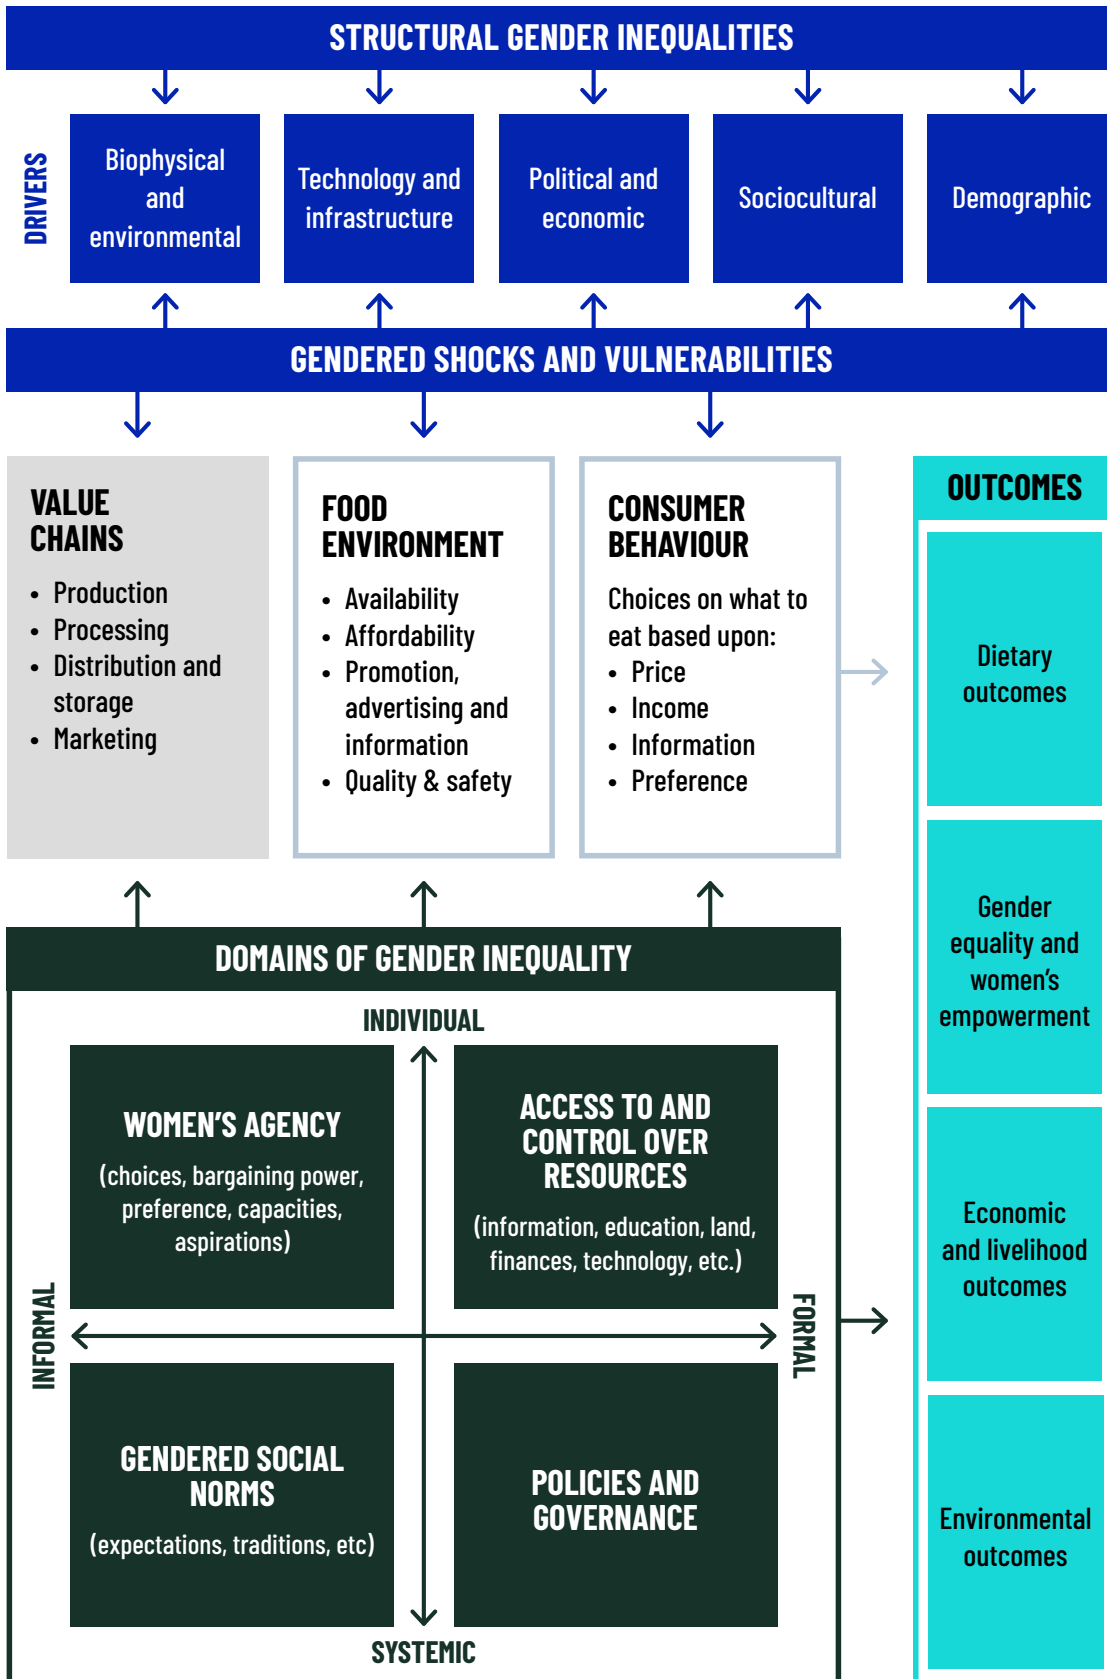 STRUCTURAL GENDER INEQUALITIES
DRIVERS
Biophysical
and
environmental
Technology and
infrastructure
Political and
economic
Sociocultural
Demographic
GENDERED SHOCKS AND VULNERABILITIES
VALUE
CHAINS
• Production
• Processing
• Distribution and
storage
• Marketing
FOOD
ENVIRONMENT
• Availability
• Affordability
• Promotion,
advertising and
information
• Quality & safety
CONSUMER
BEHAVIOUR
Choices on what to
eat based upon:
• Price
• Income
• Information
• Preference
OUTCOMES
Dietary
outcomes
Gender
equality and
women’s
empowerment
Economic
and livelihood
outcomes
Environmental
outcomes
DOMAINS OF GENDER INEQUALITY
INDIVIDUAL
WOMEN’S AGENCY
(choices, bargaining power,
preference, capacities,
aspirations)
ACCESS TO AND
CONTROL OVER
RESOURCES
(information, education, land,
finances, technology, etc.)
INFORMAL
FORMAL
GENDERED SOCIAL
NORMS
(expectations, traditions, etc)
POLICIES AND
GOVERNANCE
SYSTEMIC